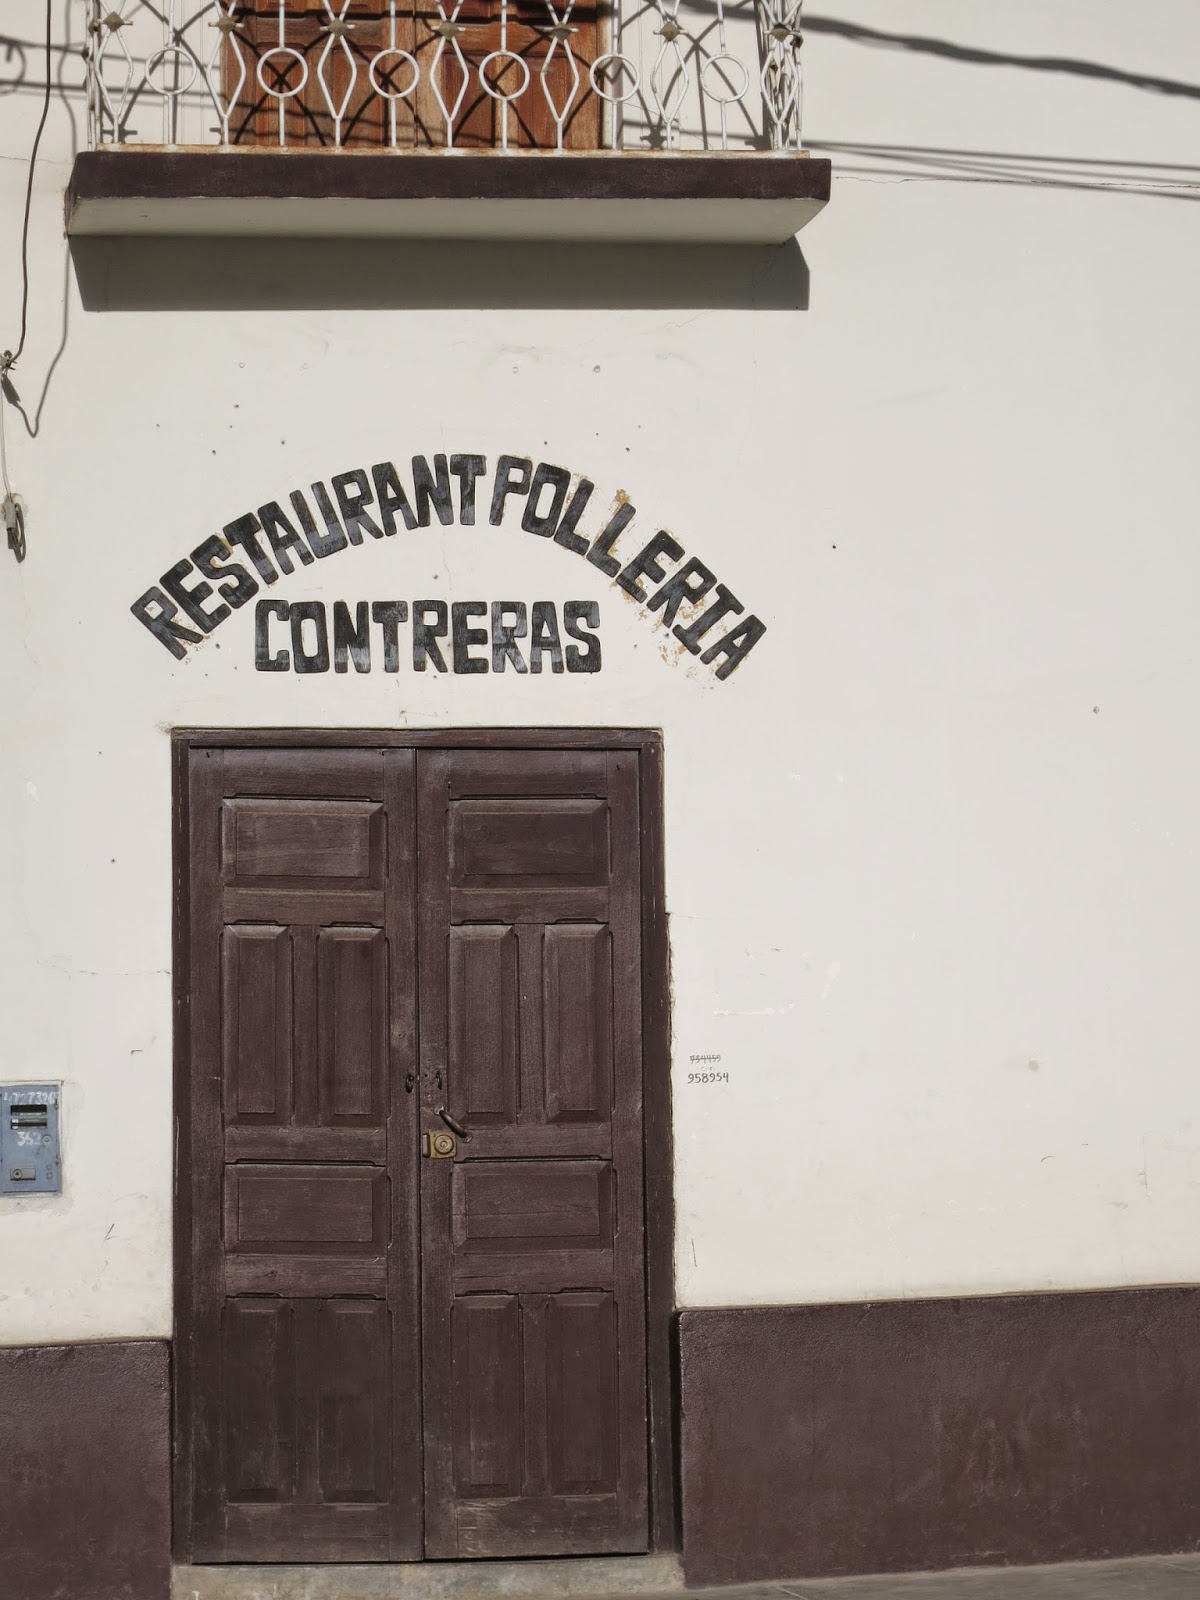 RESTAURANT POLLERIA
CONTRERAS
958954